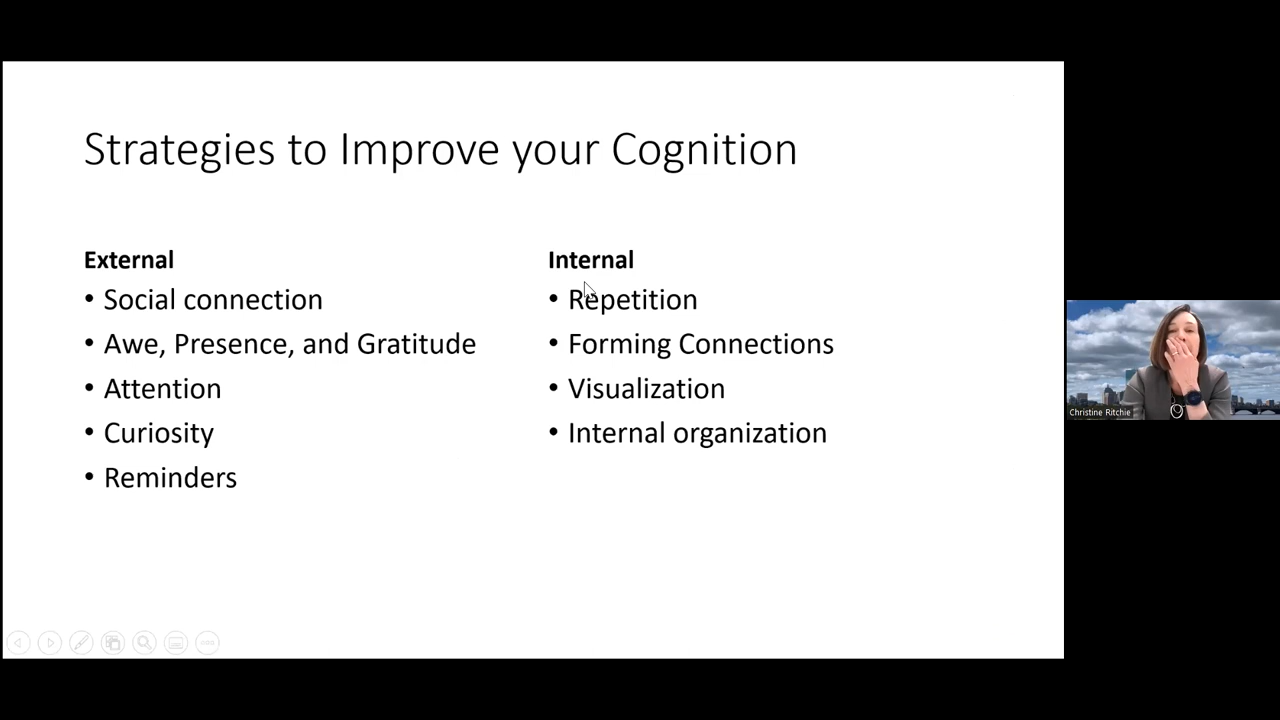 Strategies to Improve your Cognition
External
• Social connection
• Awe, Presence, and Gratitude
• Attention
• Curiosity
• Reminders
Internal
• Repetition
• Forming Connections
• Visualization
• Internal organization
Christine Ritchie